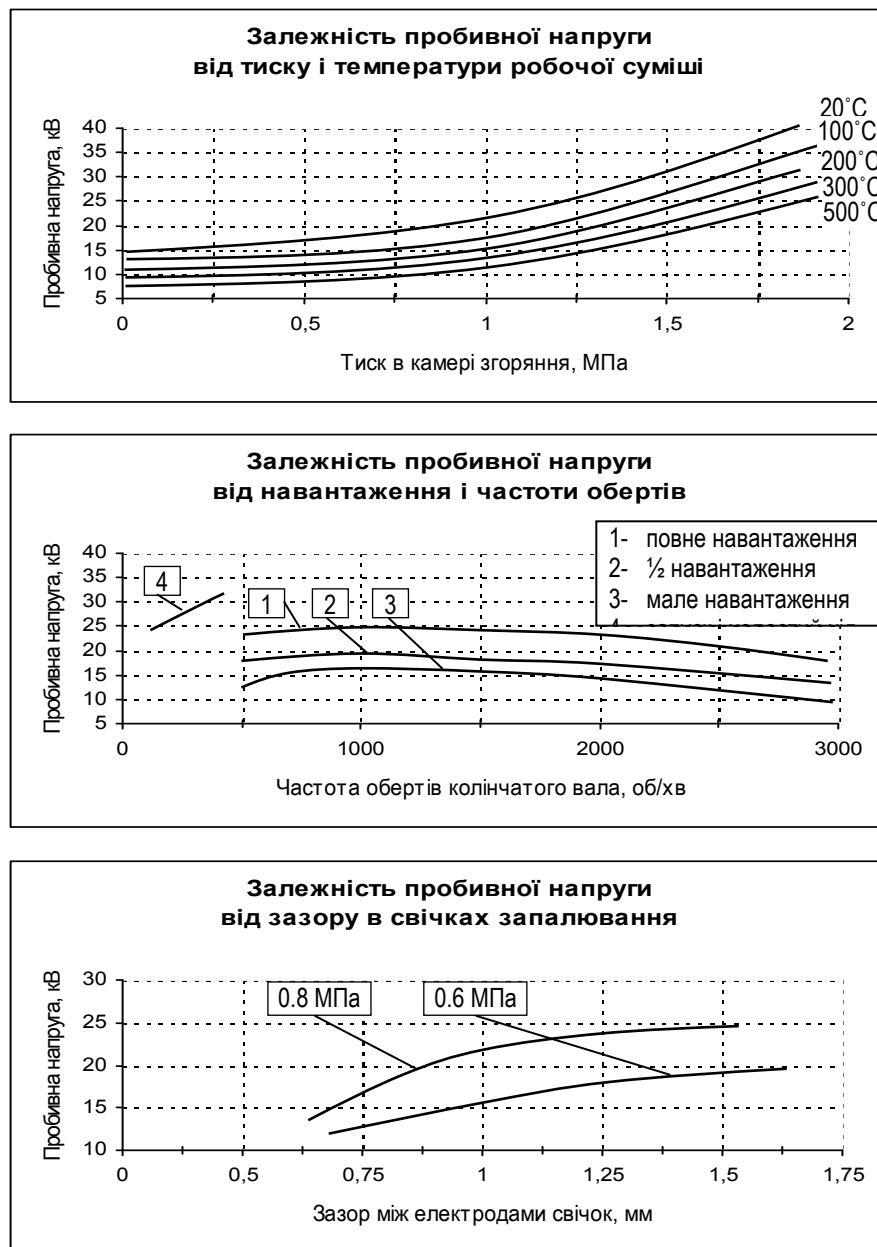 Залежність пробивної напруги
від тиску і температури робочої суміші
Пробивна напруга, кВ
40
35
30
25
20
15
10
5
0
0,5
1
1,5
2
20˚С
100˚С
200˚С
300˚С
500˚С
Тиск в камері згоряння, МПа
Залежність пробивної напруги
від навантаження і частоти обертів
1- повне навантаження
2- ½ навантаження
3- мале навантаження
Пробивна напруга, кВ
40
35
30
25
20
15
10
5
4
1
2
3
0
1000
2000
3000
Частота обертів колінчатого вала, об/хв
Залежність пробивної напруги
від зазору в свічках запалювання
Пробивна напруга, кВ
30
25
20
15
10
0.8 МПа
0.6 МПа
0
0,5
0,75
1
1,25
1,5
1,75
Зазор між електродами свічок, мм